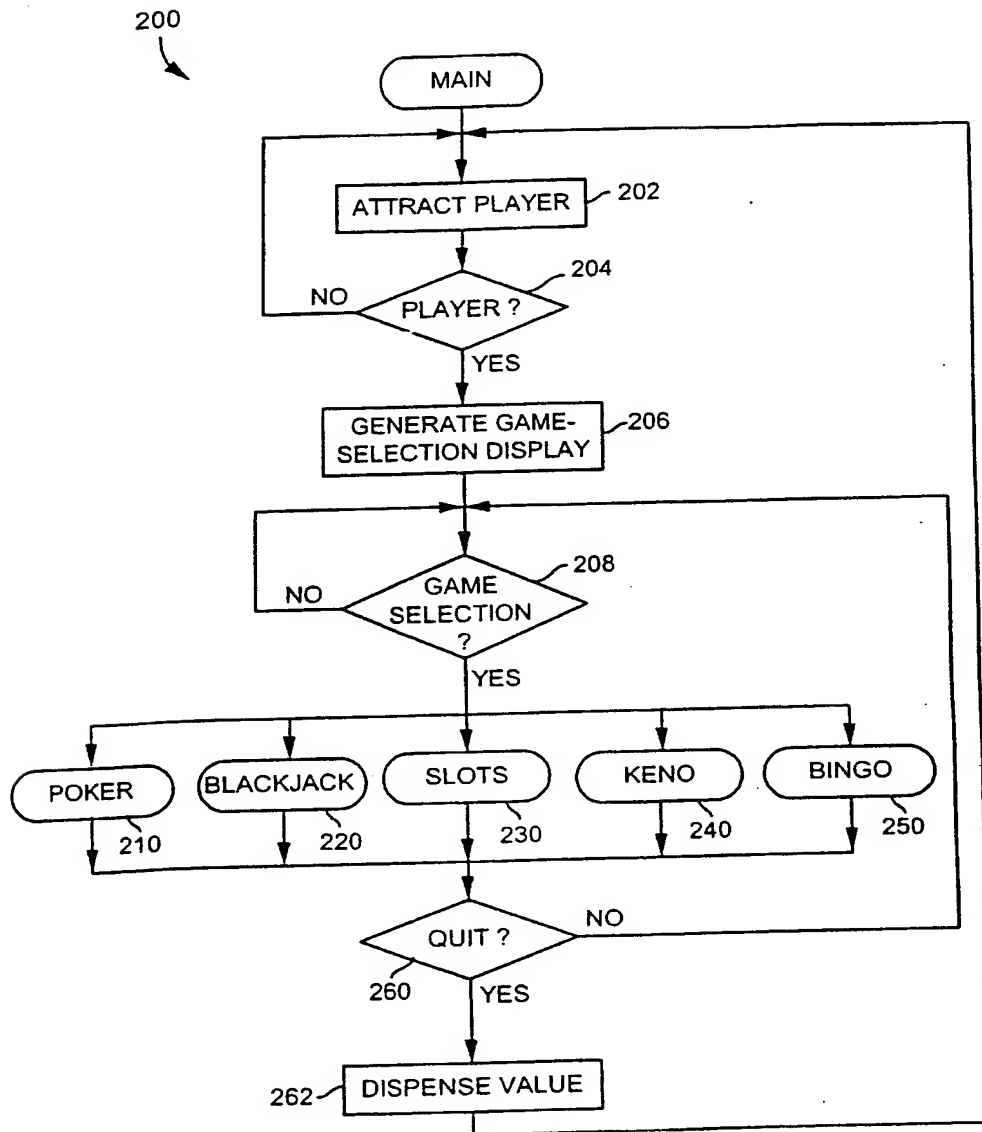 200
MAIN
ATTRACT PLAYER
202
204
NO
PLAYER ?
YES
GENERATE GAME-
SELECTION DISPLAY
206
208
NO
GAME
SELECTION
?
YES
POKER
BLACKJACK
SLOTS
KENO
BINGO
210
220
230
240
250
QUIT ?
NO
260
YES
262
DISPENSE VALUE